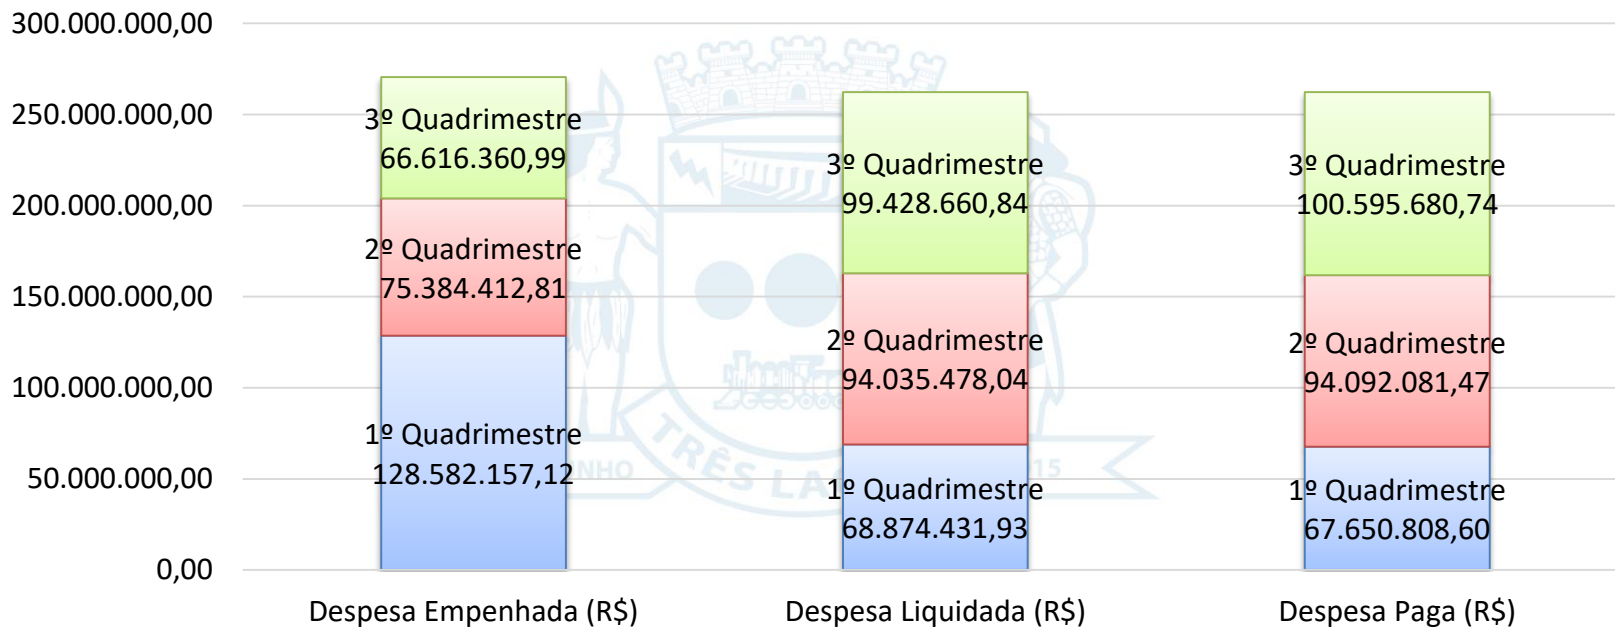 300.000.000,00
250.000.000,00
200.000.000,00
150.000.000,00
100.000.000,00
50.000.000,00
0,00
3º Quadrimestre
66.616.360,99
2º Quadrimestre
75.384.412,81
1º Quadrimestre
128.582.157,12
3º Quadrimestre
99.428.660,84
2º Quadrimestre
94.035.478,04
1º Quadrimestre
68.874.431,93
3º Quadrimestre
100.595.680,74
2º Quadrimestre
94.092.081,47
1º Quadrimestre
67.650.808,60
Despesa Empenhada (R$)
Despesa Liquidada (R$)
Despesa Paga (R$)
TRÊS LA